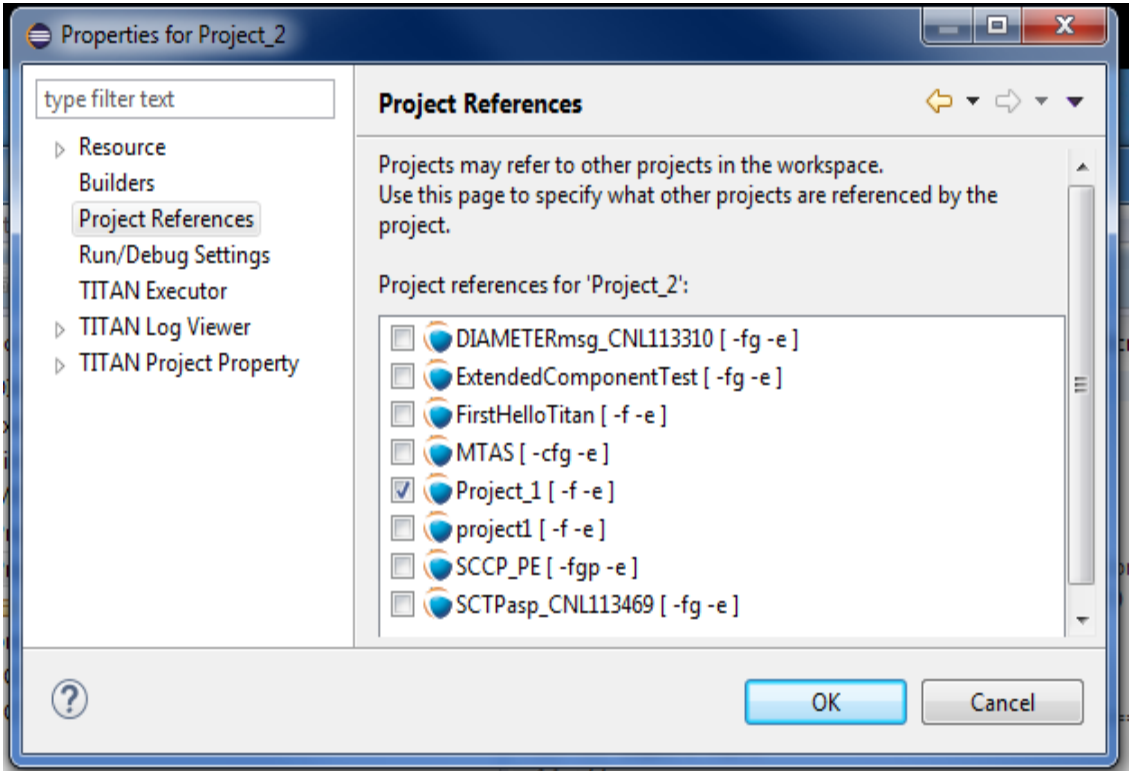 Properties for Project_2
type filter text
Resource
Builders
Project References
Run/Debug Settings
TITAN Executor
TITAN Log Viewer
TITAN Project Property
Project References
Projects may refer to other projects in the workspace.
Use this page to specify what other projects are referenced by the
project.
Project references for 'Project_2':
DIAMETERmsg_CNL113310 [ -fg -e ]
ExtendedComponentTest [ -fg -e ]
FirstHelloTitan [ -f -e ]
MTAS [ -cfg -e ]
Project_1 [ -f -e ]
project1 [ -f -e ]
SCCP_PE [ -fgp -e ]
SCTPasp_CNL113469 [ -fg -e ]
OK
Cancel